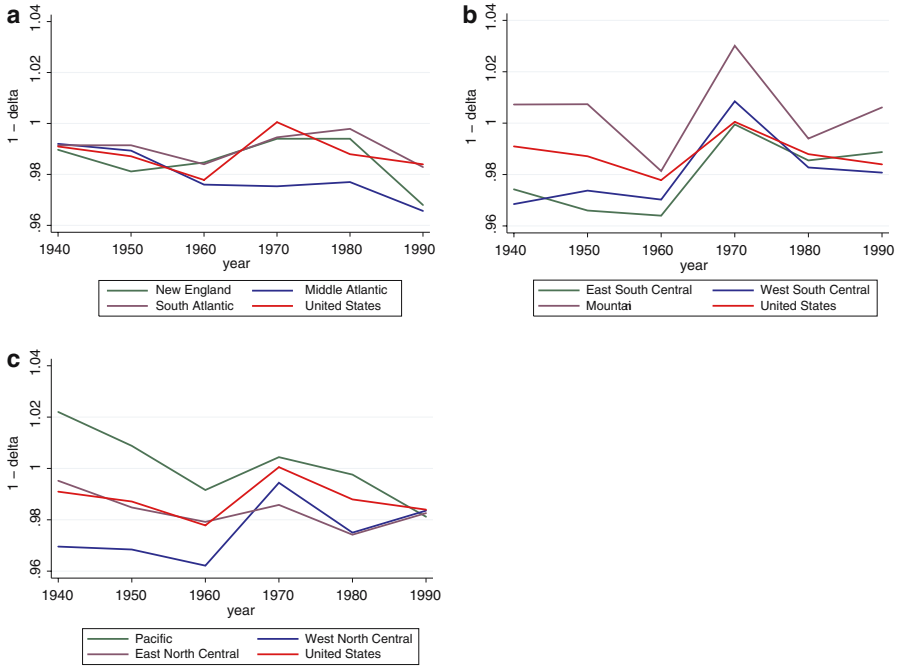 a
1 − delta
1.04
1.02
1
.98
.96
1940 1950 1960 1970 1980 1990
year
New England Middle Atlantic
South Atlantic United States
b
1 − delta
1.04
1.02
1
.98
.96
1940 1950 1960 1970 1980 1990
year
East South Central West South Central
Mountain United States
c
1 − delta
1.04
1.02
1
.98
.96
1940 1950 1960 1970 1980 1990
year
Pacific West North Central
East North Central United States